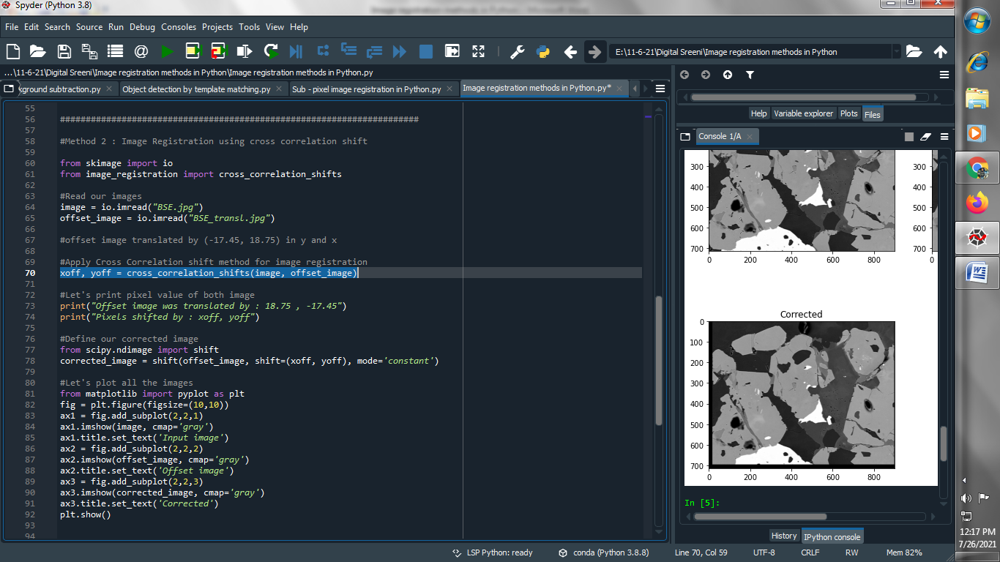 Spyder (Python 3.8)
File Edit Search Source Run Debug Consoles Projects Tools View Help
E:\11-6-21\Digital Sreeni\Image registration methods in Python
...\11-6-21\Digital Sreeni\Image registration methods in Python\Image registration methods in Python.py
kground subtraction.py Object detection by template matching.py Sub - pixel image registration in Python.py Image registration methods in Python.py*
55
56 ######################################################################
57
58 #Method 2 : Image Registration using cross correlation shift
59
60 from skimage import io
61 from image_registration import cross_correlation_shifts
62
63 #Read our images
64 image = io.imread("BSE.jpg")
65 offset_image = io.imread("BSE_transl.jpg")
66
67 #offset image translated by (-17.45, 18.75) in y and x
68
69 #Apply Cross Correlation shift method for image registration
70 xoff, yoff = cross_correlation_shifts(image, offset_image)
71
72 #Let's print pixel value of both image
73 print("Offset image was translated by : 18.75 , -17.45")
74 print("Pixels shifted by : xoff, yoff")
75
76 #Define our corrected image
77 from scipy.ndimage import shift
78 corrected_image = shift(offset_image, shift=(xoff, yoff), mode='constant')
79
80 #Let's plot all the images
81 from matplotlib import pyplot as plt
82 fig = plt.figure(figsize=(10,10))
83 ax1 = fig.add_subplot(2,2,1)
84 ax1.imshow(image, cmap='gray')
85 ax1.title.set_text('Input image')
86 ax2 = fig.add_subplot(2,2,2)
87 ax2.imshow(offset_image, cmap='gray')
88 ax2.title.set_text('Offset image')
89 ax3 = fig.add_subplot(2,2,3)
90 ax3.imshow(corrected_image, cmap='gray')
91 ax3.title.set_text('Corrected')
92 plt.show()
93
94
Help Variable explorer Plots Files
Console 1/A
300 300
400 400
500 500
600 600
700 700
0 200 400 600 800 0
Corrected
0
100
200
300
400
500
600
700
0 200 400 600 800
In [5]:
History IPython console
LSP Python: ready conda (Python 3.8.8) Line 70, Col 59 UTF-8 CRLF RW Mem 82%
12:17 PM
7/26/2021